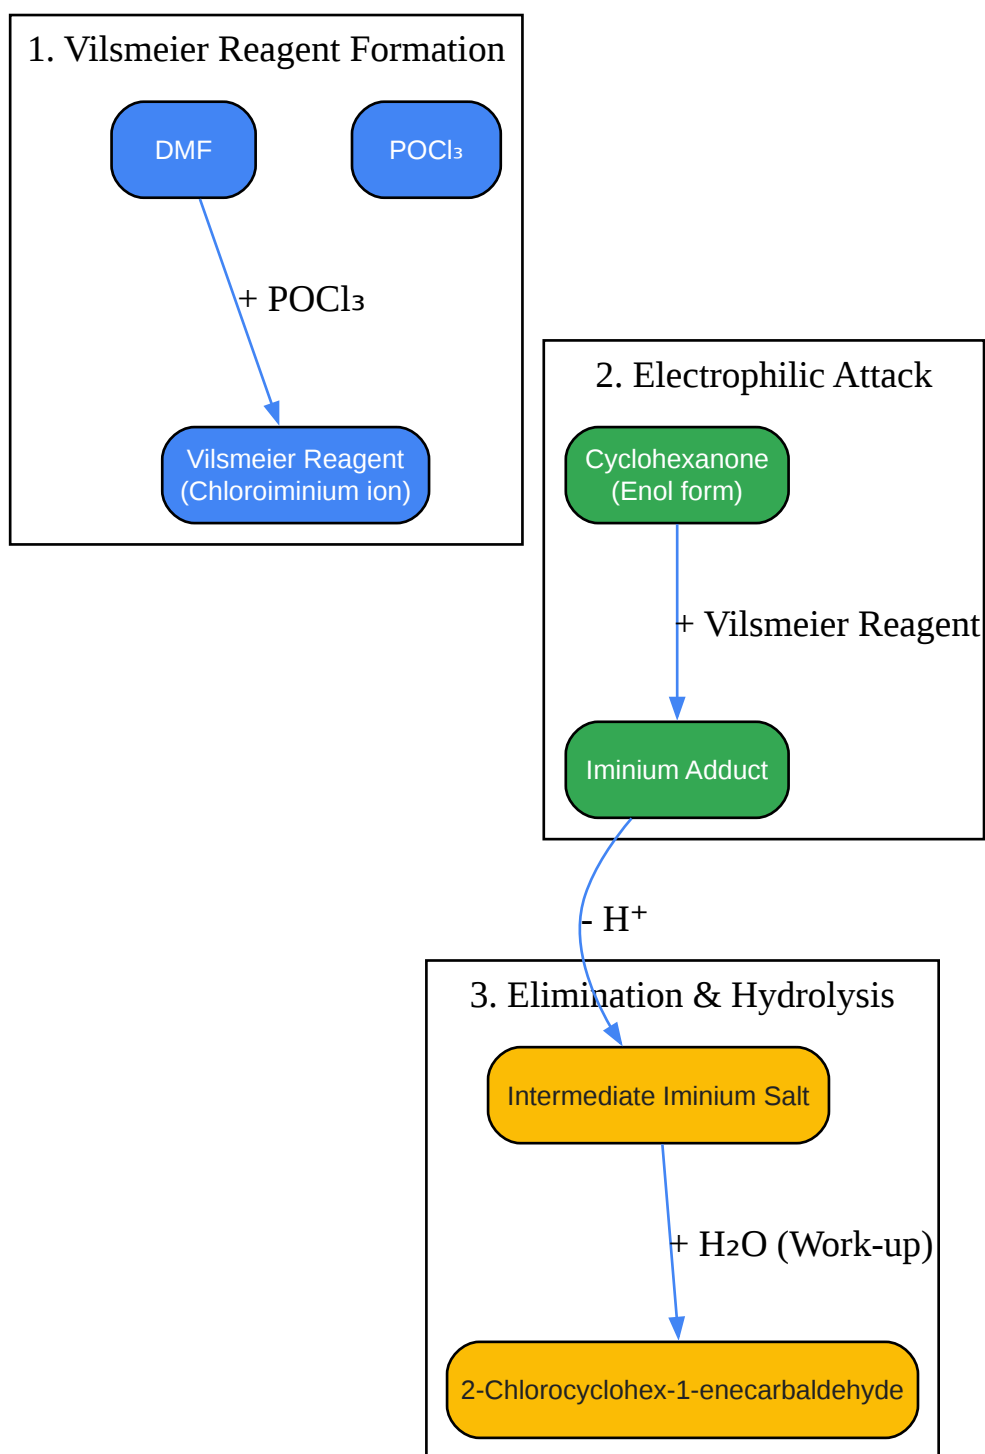 1. Vilsmeier Reagent Formation
DMF
POCl₃
+ POCl₃
Vilsmeier Reagent
(Chloroiminium ion)
2. Electrophilic Attack
Cyclohexanone
(Enol form)
+ Vilsmeier Reagent
Iminium Adduct
- H⁺
3. Elimination & Hydrolysis
Intermediate Iminium Salt
+ H₂O (Work-up)
2-Chlorocyclohex-1-enecarbaldehyde